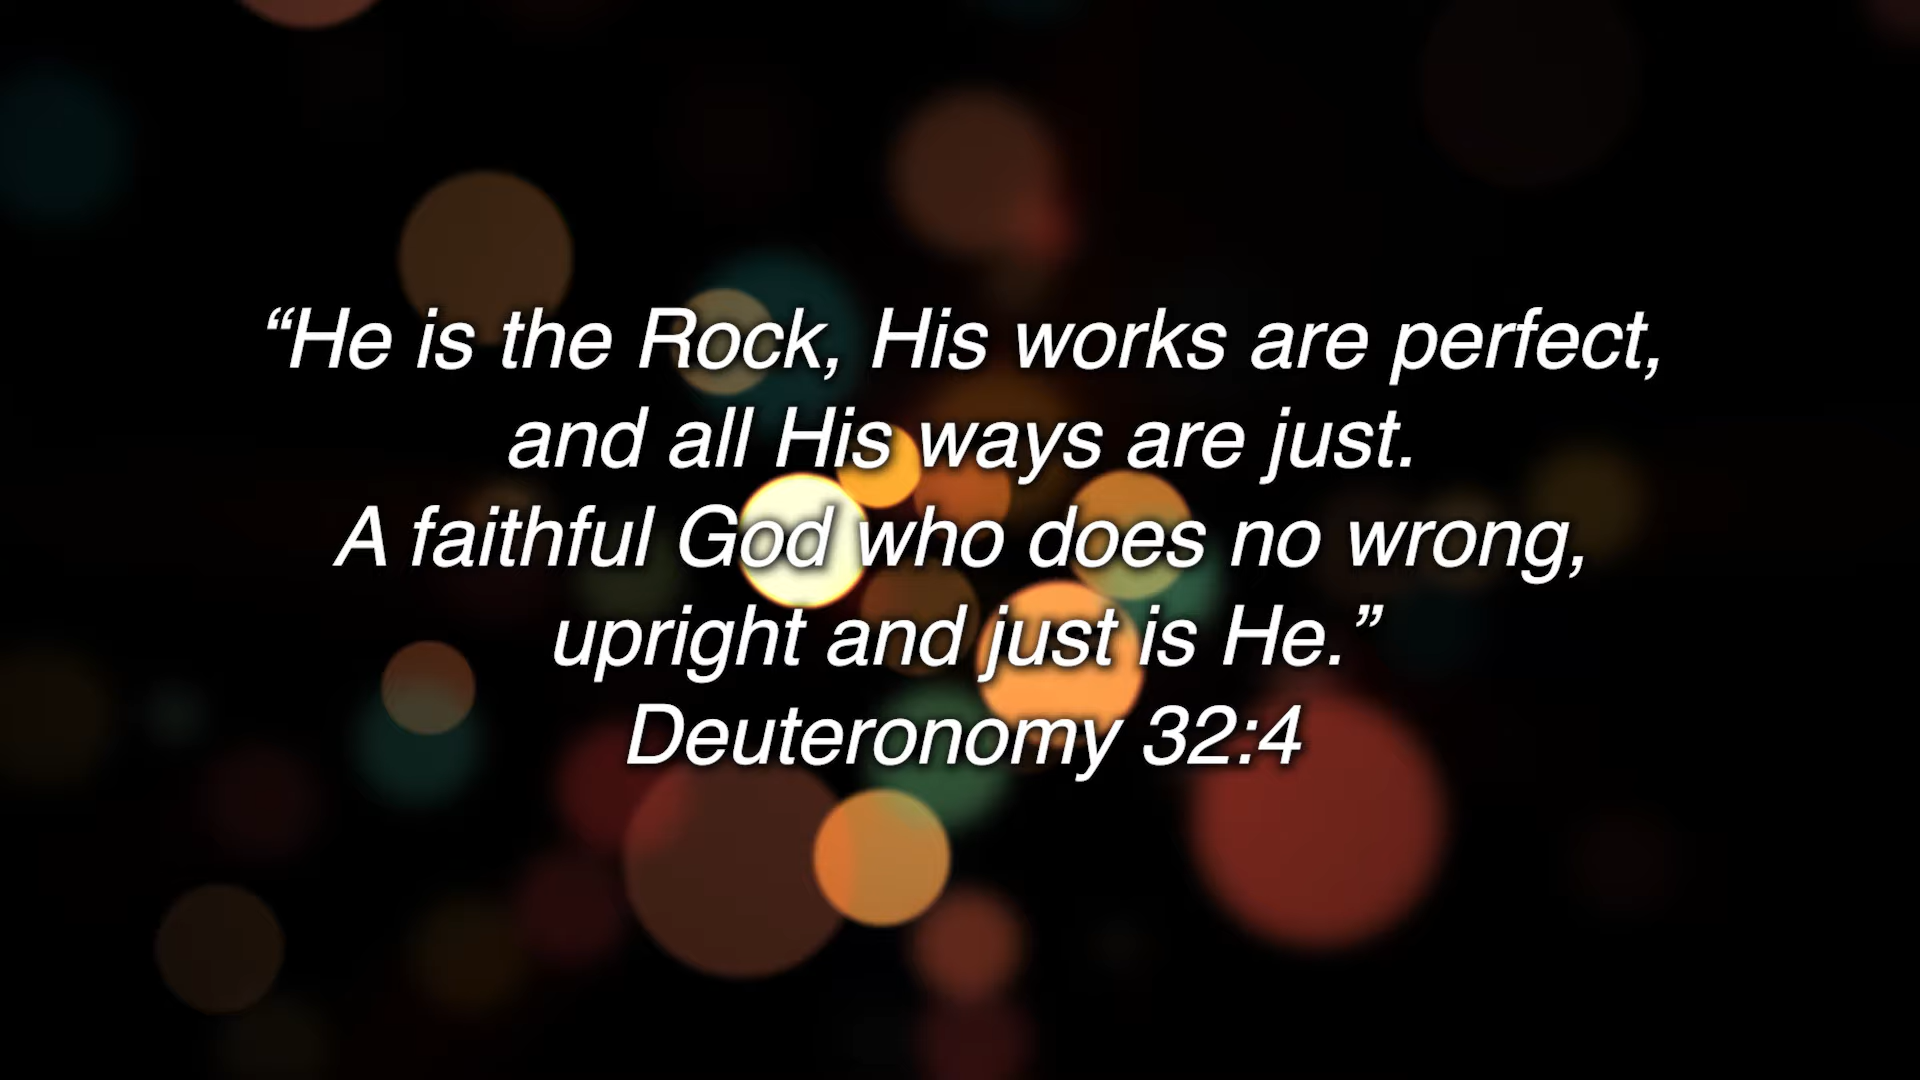 “He is the Rock, His works are perfect,
and all His ways are just.
A faithful God who does no wrong,
upright and just is He.”
Deuteronomy 32:4